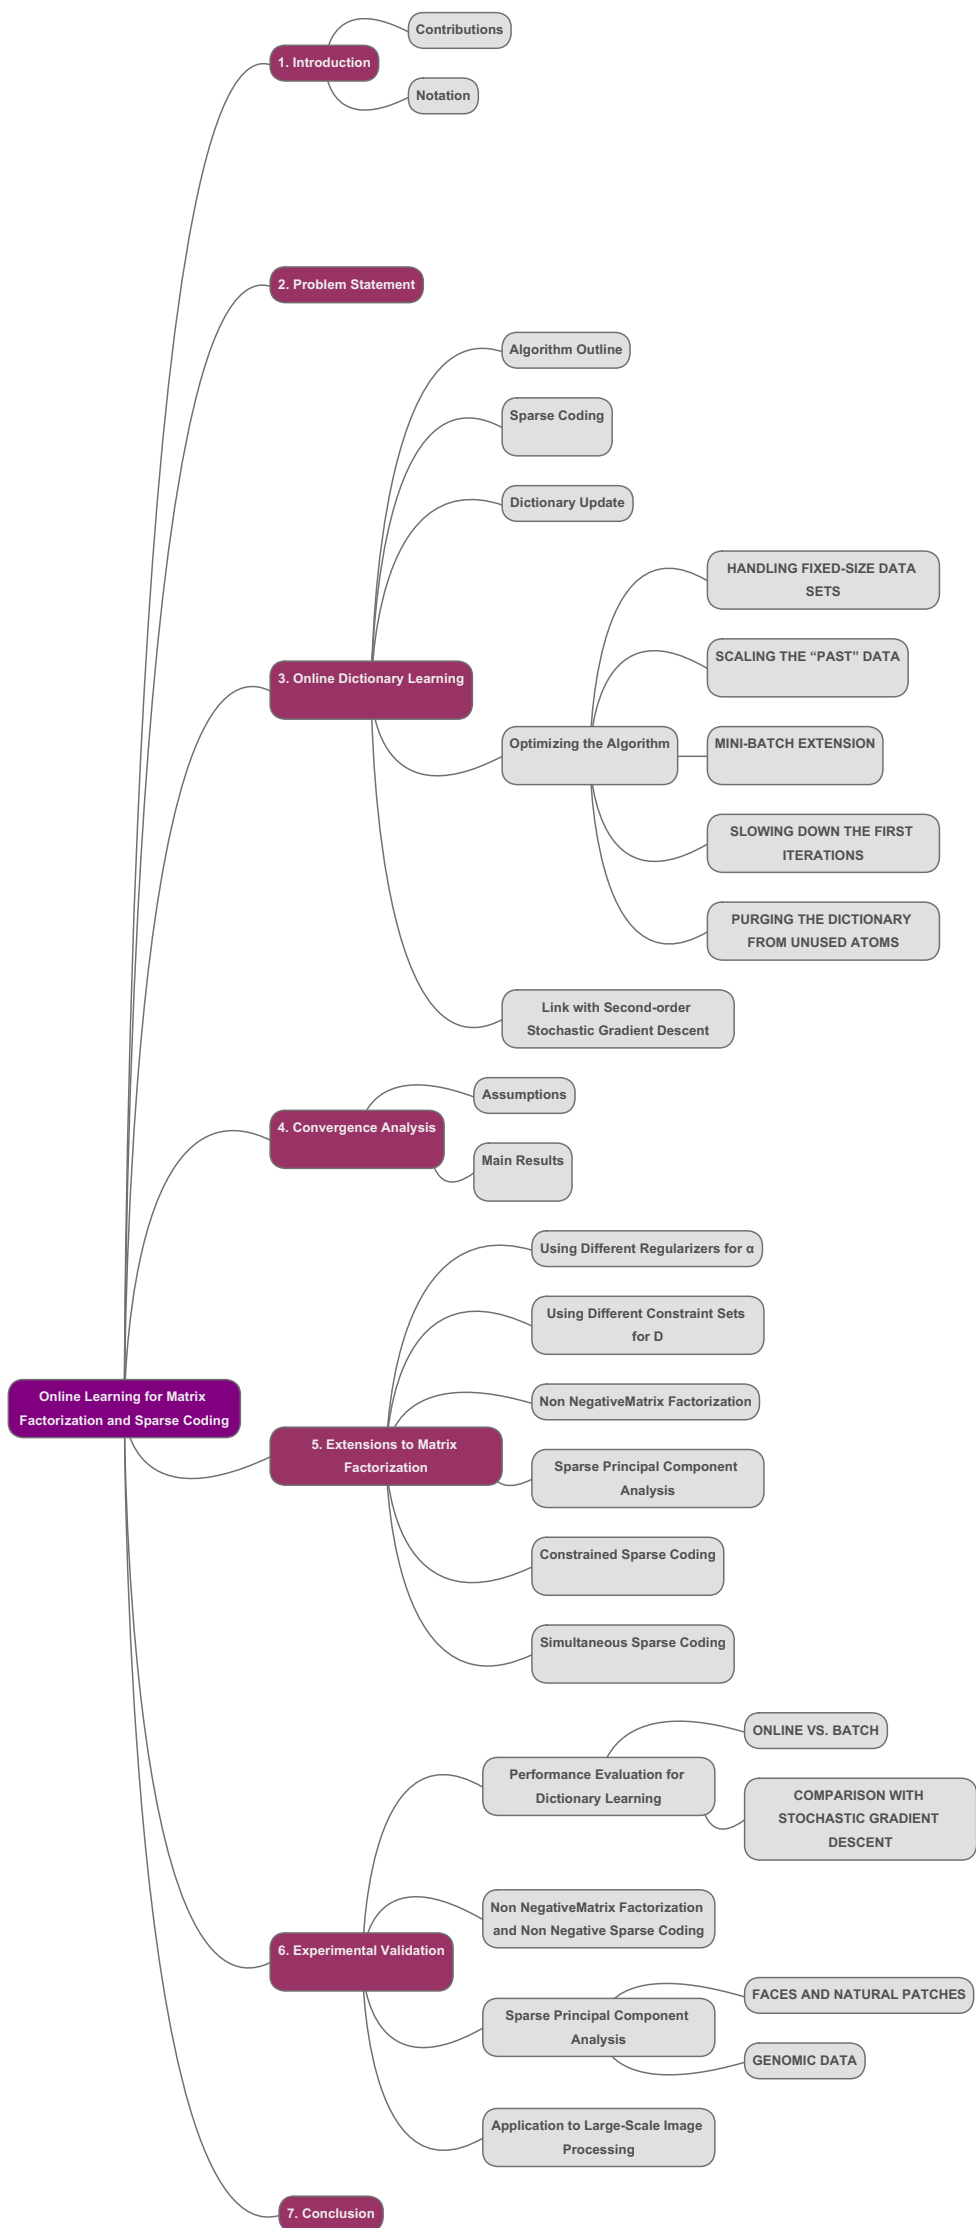 Contributions
1. Introduction
Notation
2. Problem Statement
Algorithm Outline
Sparse Coding
Dictionary Update
HANDLING FIXED-SIZE DATA
SETS
SCALING THE “PAST” DATA
3. Online Dictionary Learning
Optimizing the Algorithm
MINI-BATCH EXTENSION
SLOWING DOWN THE FIRST
ITERATIONS
PURGING THE DICTIONARY
FROM UNUSED ATOMS
Link with Second-order
Stochastic Gradient Descent
Assumptions
4. Convergence Analysis
Main Results
Using Different Regularizers for α
Using Different Constraint Sets
for D
Online Learning for Matrix
Factorization and Sparse Coding
Non NegativeMatrix Factorization
5. Extensions to Matrix
Factorization
Sparse Principal Component
Analysis
Constrained Sparse Coding
Simultaneous Sparse Coding
ONLINE VS. BATCH
Performance Evaluation for
Dictionary Learning
COMPARISON WITH
STOCHASTIC GRADIENT
DESCENT
Non NegativeMatrix Factorization
and Non Negative Sparse Coding
6. Experimental Validation
FACES AND NATURAL PATCHES
Sparse Principal Component
Analysis
GENOMIC DATA
Application to Large-Scale Image
Processing
7. Conclusion